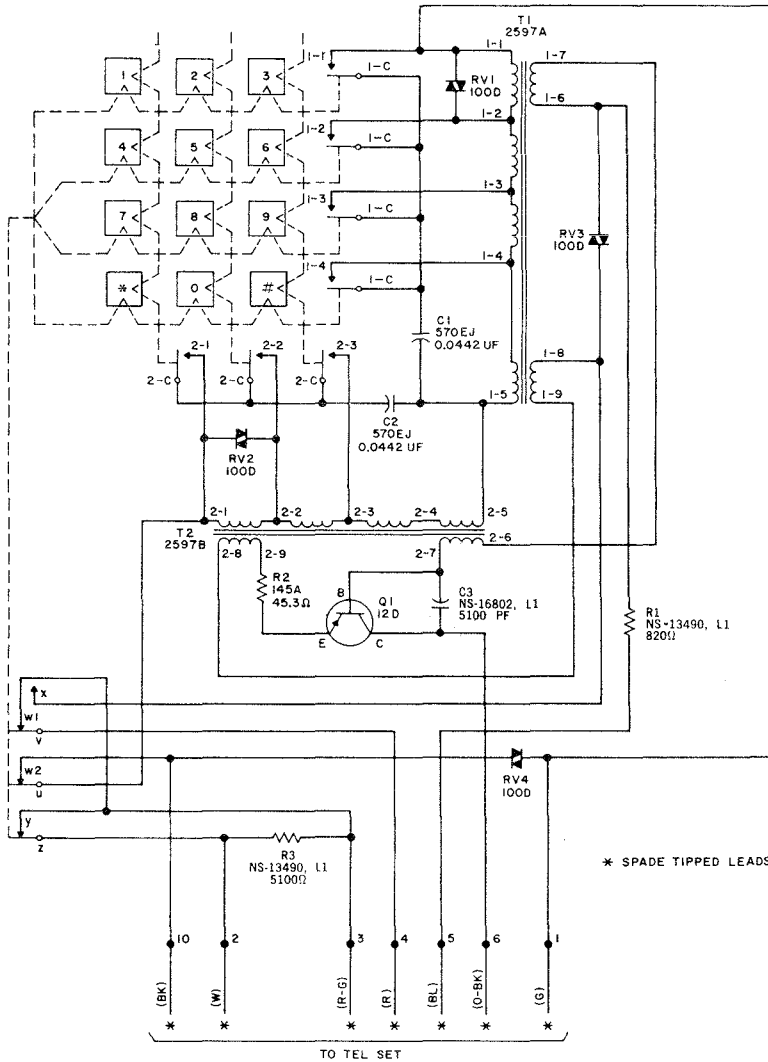 T1
2597A
1-1
1-7
1-1
1-C
RV1
100D
1-6
1-2
1 2 3
1-2
1-C
4 5 6
1-3
1-3
1-C
RV3
100D
7 8 9
1-4
1-4
1-C
* 0 #
C1
570EJ
0.0442 UF
2-1 2-2 2-3
1-8
2-C 2-C 2-C
1-5
1-9
C2
570EJ
0.0442 UF
RV2
100D
2-1 2-2 2-3 2-4 2-5
T2
2597B
2-6
2-8 2-9 2-7
R2
145A
45.3Ω
B
Q1
12D
E C
C3
NS-16802, L1
5100 PF
R1
NS-13490, L1
820Ω
x
w1
v
w2
u
RV4
100D
y
z
R3
NS-13490, L1
5100Ω
* SPADE TIPPED LEADS
10 2 3 4 5 6 1
(BK) (W) (R-G) (R) (BL) (O-BK) (G)
* * * * * * *
TO TEL SET